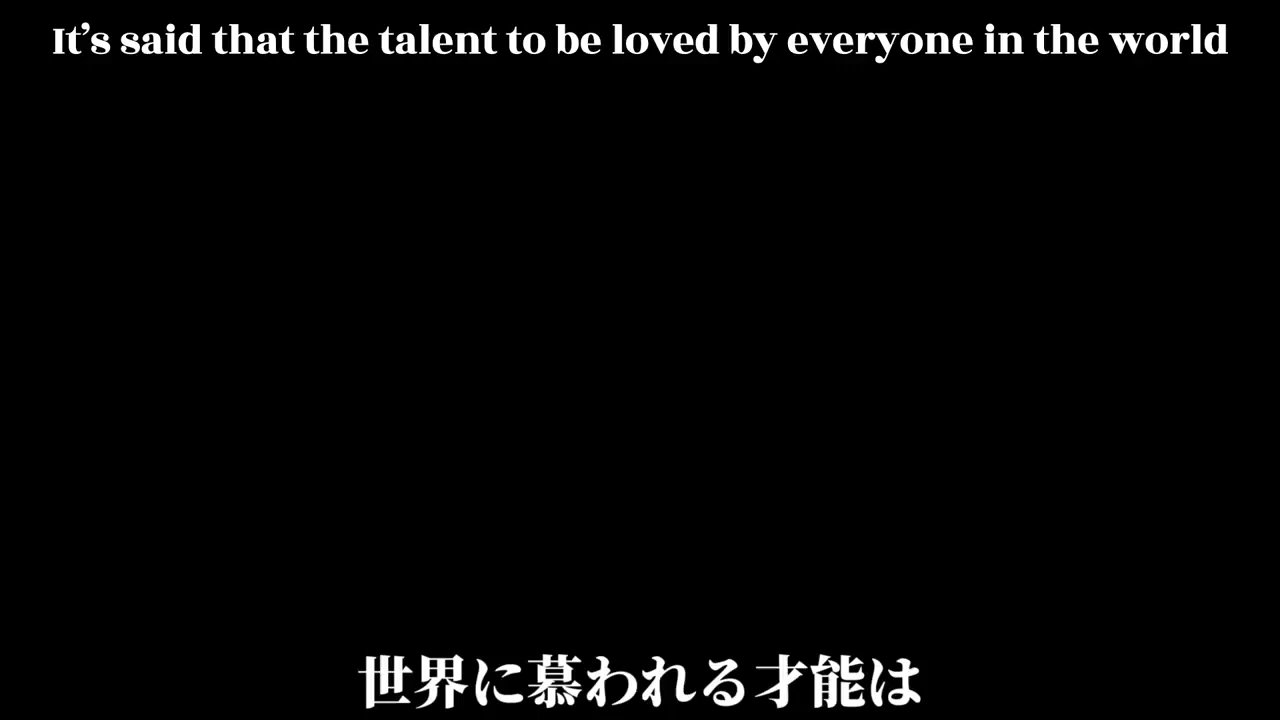 It’s said that the talent to be loved by everyone in the world
世界に慕われる才能は